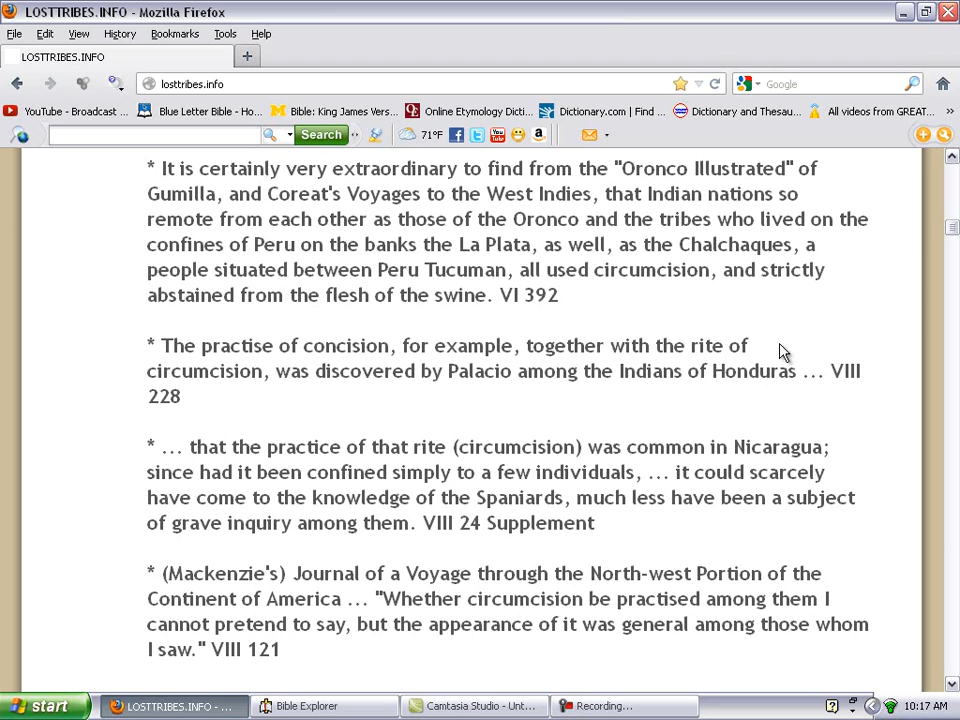 LOSTTRIBES.INFO - Mozilla Firefox
File Edit View History Bookmarks Tools Help
LOSTTRIBES.INFO
losttribes.info Google
YouTube - Broadcast ... Blue Letter Bible - Ho... Bible: King James Vers... Online Etymology Dicti... Dictionary.com | Find ... Dictionary and Thesau... All videos from GREAT...
Search 71°F
* It is certainly very extraordinary to find from the "Oronco Illustrated" of
Gumilla, and Coreat's Voyages to the West Indies, that Indian nations so
remote from each other as those of the Oronco and the tribes who lived on the
confines of Peru on the banks the La Plata, as well, as the Chalchaques, a
people situated between Peru Tucuman, all used circumcision, and strictly
abstained from the flesh of the swine. VI 392
* The practise of concision, for example, together with the rite of
circumcision, was discovered by Palacio among the Indians of Honduras ... VIII
228
* ... that the practice of that rite (circumcision) was common in Nicaragua;
since had it been confined simply to a few individuals, ... it could scarcely
have come to the knowledge of the Spaniards, much less have been a subject
of grave inquiry among them. VIII 24 Supplement
* (Mackenzie's) Journal of a Voyage through the North-west Portion of the
Continent of America ... "Whether circumcision be practised among them I
cannot pretend to say, but the appearance of it was general among those whom
I saw." VIII 121
start LOSTTRIBES.INFO - ... Bible Explorer Camtasia Studio - Unt... Recording... 10:17 AM